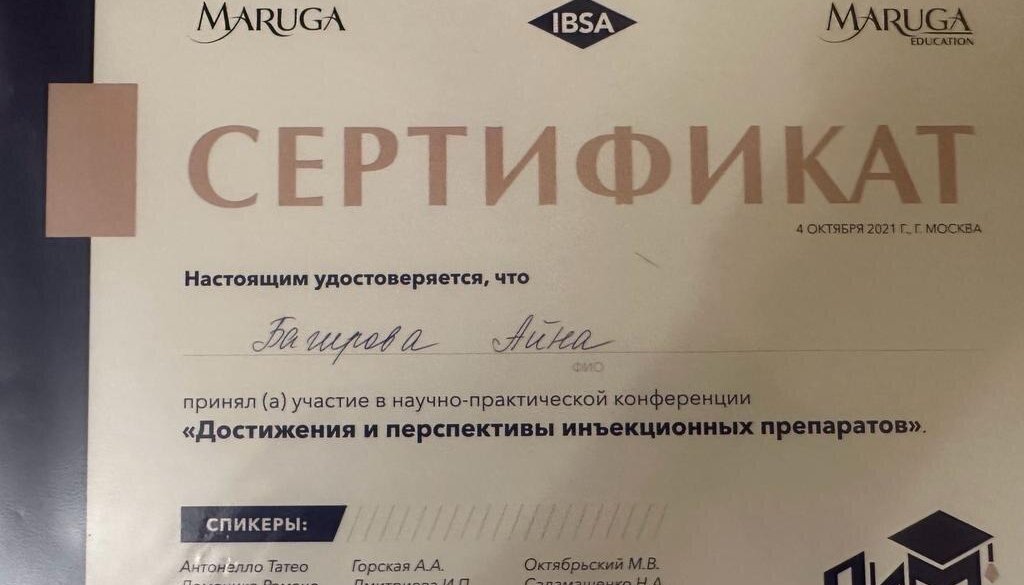 MARUGA IBSA MARUGA
EDUCATION
СЕРТИФИКАТ
4 ОКТЯБРЯ 2021 Г., Г. МОСКВА
Настоящим удостоверяется, что
Багирова Айна
ФИО
принял (а) участие в научно-практической конференции
«Достижения и перспективы инъекционных препаратов».
СПИКЕРЫ:
Антонелло Татео Горская А.А. Октябрьский М.В.